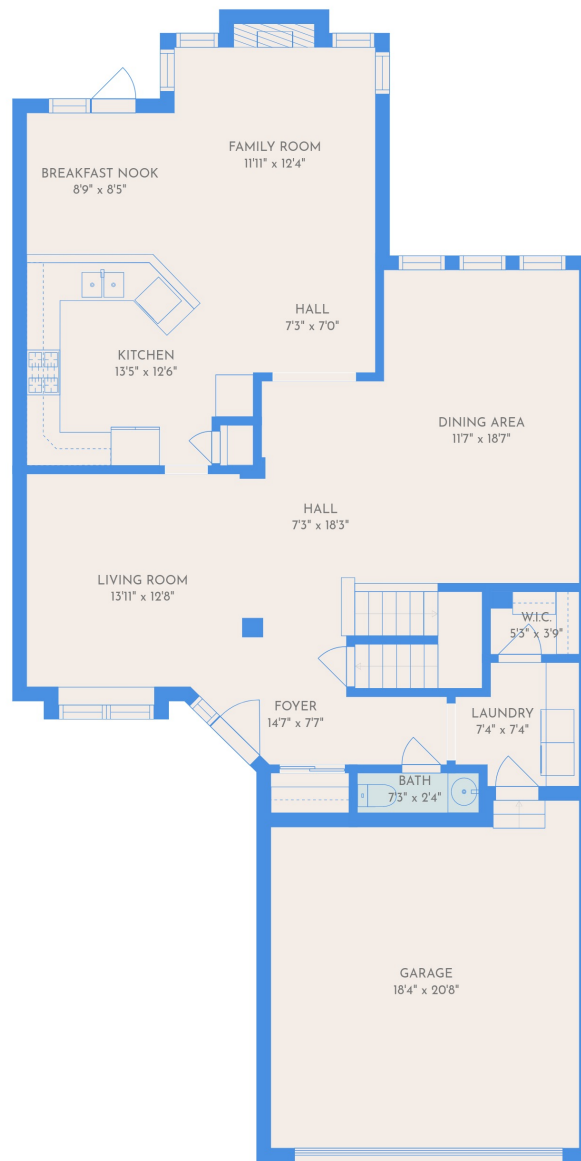 FAMILY ROOM
11'11" x 12'4"
BREAKFAST NOOK
8'9" x 8'5"
HALL
7'3" x 7'0"
KITCHEN
13'5" x 12'6"
DINING AREA
11'7" x 18'7"
HALL
7'3" x 18'3"
LIVING ROOM
13'11" x 12'8"
W.I.C.
5'3" x 3'9"
FOYER
14'7" x 7'7"
LAUNDRY
7'4" x 7'4"
BATH
7'3" x 2'4"
GARAGE
18'4" x 20'8"